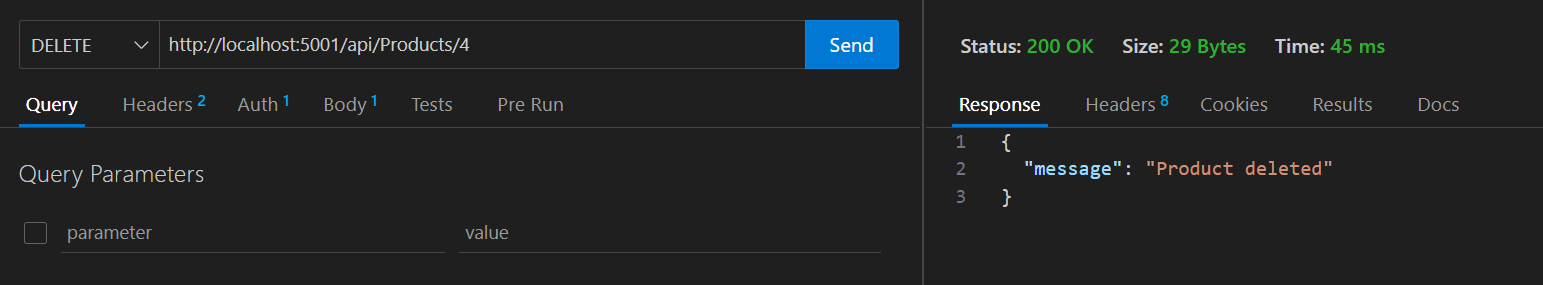 DELETE http://localhost:5001/api/Products/4 Send
Query Headers 2 Auth 1 Body 1 Tests Pre Run
Query Parameters
parameter value
Status: 200 OK Size: 29 Bytes Time: 45 ms
Response Headers 8 Cookies Results Docs
1 {
2 "message": "Product deleted"
3 }